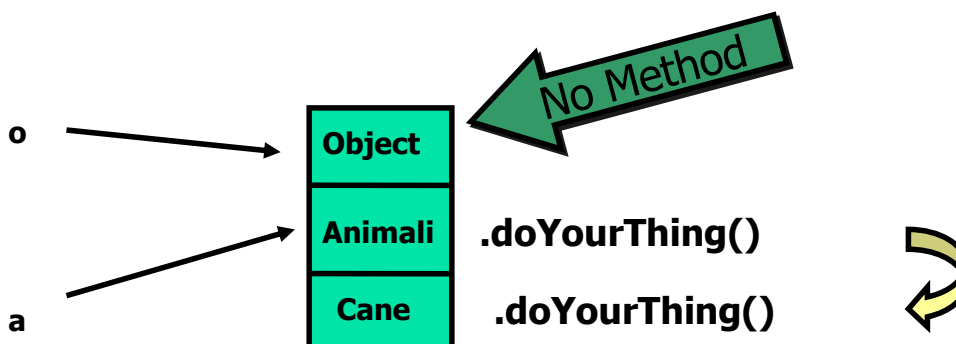 No Method
o
Object
Animali .doYourThing()
a
Cane .doYourThing()